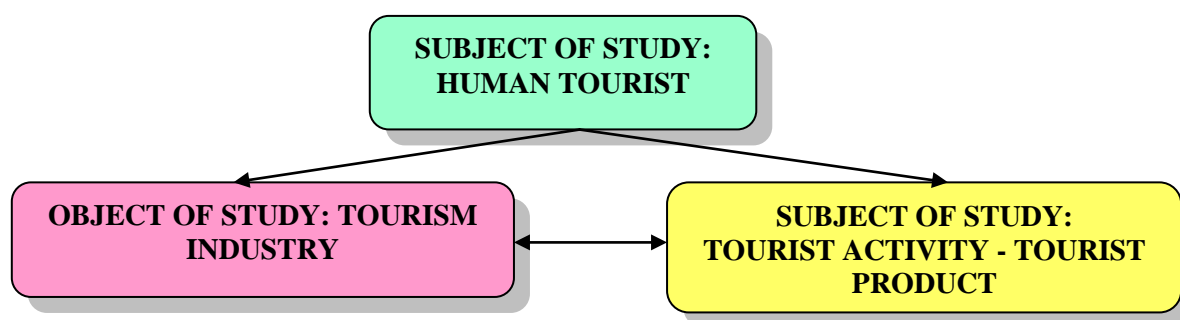 SUBJECT OF STUDY:
HUMAN TOURIST
OBJECT OF STUDY: TOURISM
INDUSTRY
SUBJECT OF STUDY:
TOURIST ACTIVITY - TOURIST
PRODUCT